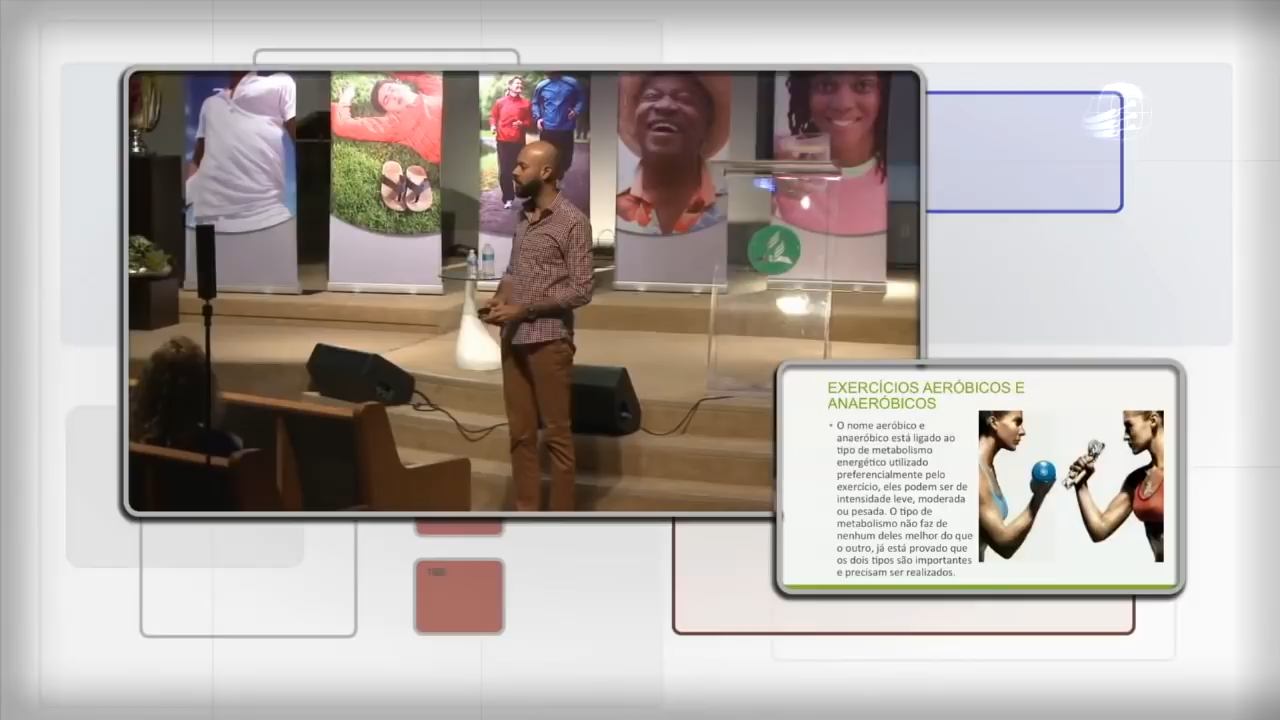 EXERCÍCIOS AERÓBICOS E
ANAERÓBICOS
• O nome aeróbico e
anaeróbico está ligado ao
tipo de metabolismo
energético utilizado
preferencialmente pelo
exercício, eles podem ser de
intensidade leve, moderada
ou pesada. O tipo de
metabolismo não faz de
nenhum deles melhor do que
o outro, já está provado que
os dois tipos são importantes
e precisam ser realizados.